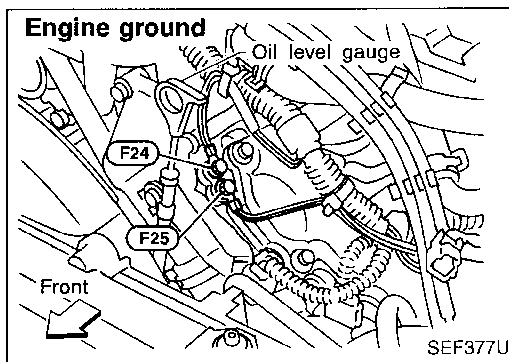 Engine ground
Oil level gauge
F24
F25
Front
SEF377U